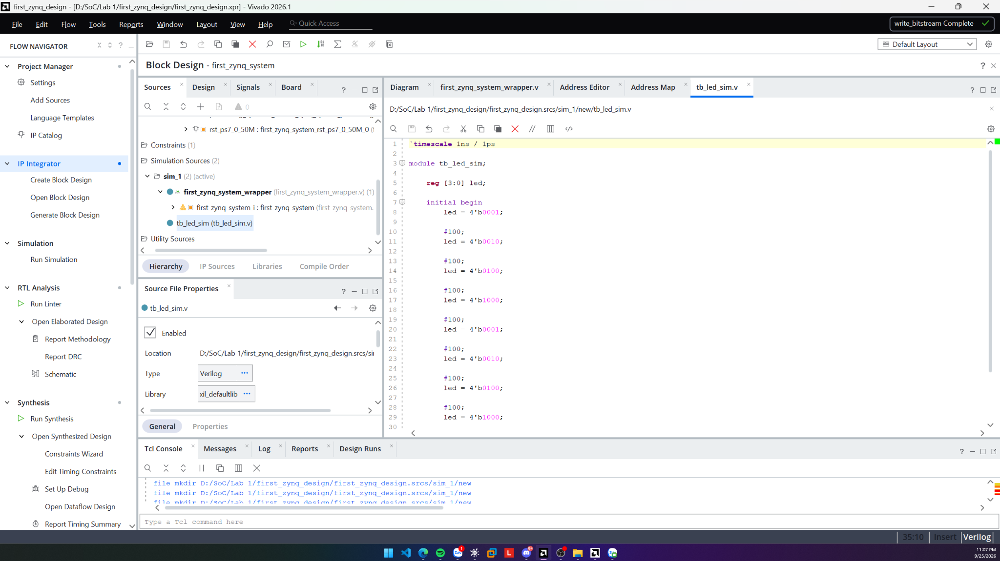 first_zynq_design - [D:/SoC/Lab 1/first_zynq_design/first_zynq_design.xpr] - Vivado 2026.1
File Edit Flow Tools Reports Window Layout View Help Quick Access
write_bitstream Complete
Default Layout
FLOW NAVIGATOR
Project Manager
Settings
Add Sources
Language Templates
IP Catalog
IP Integrator
Create Block Design
Open Block Design
Generate Block Design
Simulation
Run Simulation
RTL Analysis
Run Linter
Open Elaborated Design
Report Methodology
Report DRC
Schematic
Synthesis
Run Synthesis
Open Synthesized Design
Constraints Wizard
Edit Timing Constraints
Set Up Debug
Open Dataflow Design
Report Timing Summary
Block Design - first_zynq_system
Sources Design Signals Board
0
rst_ps7_0_50M : first_zynq_system_rst_ps7_0_50M_0
Constraints (1)
Simulation Sources (2)
sim_1 (2) (active)
first_zynq_system_wrapper (first_zynq_system_wrapper.v) (1)
first_zynq_system_i : first_zynq_system (first_zynq_system.
tb_led_sim (tb_led_sim.v)
Utility Sources
Hierarchy IP Sources Libraries Compile Order
Source File Properties
tb_led_sim.v
Enabled
Location D:/SoC/Lab 1/first_zynq_design/first_zynq_design.srcs/sir
Type Verilog ...
Library xil_defaultlib ...
General Properties
Diagram first_zynq_system_wrapper.v Address Editor Address Map tb_led_sim.v
D:/SoC/Lab 1/first_zynq_design/first_zynq_design.srcs/sim_1/new/tb_led_sim.v
1 `timescale 1ns / 1ps
2
3 module tb_led_sim;
4
5 reg [3:0] led;
6
7 initial begin
8 led = 4'b0001;
9
10 #100;
11 led = 4'b0010;
12
13 #100;
14 led = 4'b0100;
15
16 #100;
17 led = 4'b1000;
18
19 #100;
20 led = 4'b0001;
21
22 #100;
23 led = 4'b0010;
24
25 #100;
26 led = 4'b0100;
27
28 #100;
29 led = 4'b1000;
30
Tcl Console Messages Log Reports Design Runs
file mkdir D:/SoC/Lab 1/first_zynq_design/first_zynq_design.srcs/sim_1/new
file mkdir D:/SoC/Lab 1/first_zynq_design/first_zynq_design.srcs/sim_1/new
file mkdir D:/SoC/Lab 1/first_zynq_design/first_zynq_design.srcs/sim_1/new
Type a Tcl command here
35:10 Insert Verilog
11:07 PM
9/25/2026